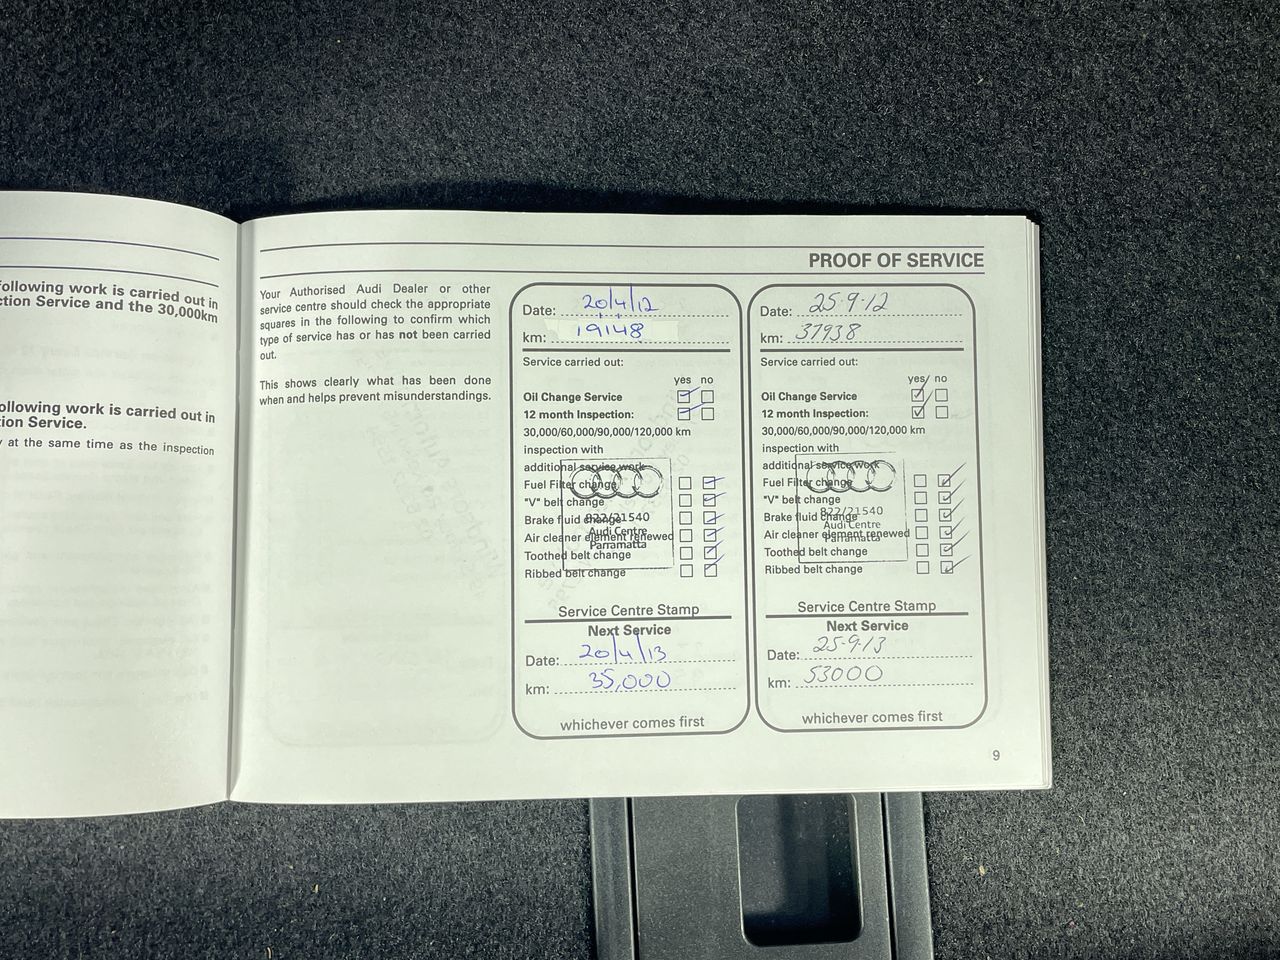 following work is carried out in
ction Service and the 30,000km
ollowing work is carried out in
ion Service.
y at the same time as the inspection
PROOF OF SERVICE
Your Authorised Audi Dealer or other
service centre should check the appropriate
squares in the following to confirm which
type of service has or has not been carried
out.
This shows clearly what has been done
when and helps prevent misunderstandings.
Date: 20/4/12
km: 19148
Service carried out:
yes no
Oil Change Service
12 month Inspection:
30,000/60,000/90,000/120,000 km
inspection with
additional service work
Fuel Filter change
"V" belt change
Brake fluid change
Air cleaner element renewed
Toothed belt change
Ribbed belt change
822/21540
Audi Centre
Parramatta
Service Centre Stamp
Next Service
Date: 20/4/13
km: 35,000
whichever comes first
Date: 25-9-12
km: 37938
Service carried out:
yes no
Oil Change Service
12 month Inspection:
30,000/60,000/90,000/120,000 km
inspection with
additional service work
Fuel Filter change
"V" belt change
Brake fluid change
Air cleaner element renewed
Toothed belt change
Ribbed belt change
822/21540
Audi Centre
Parramatta
Service Centre Stamp
Next Service
Date: 25-9-13
km: 53000
whichever comes first
9